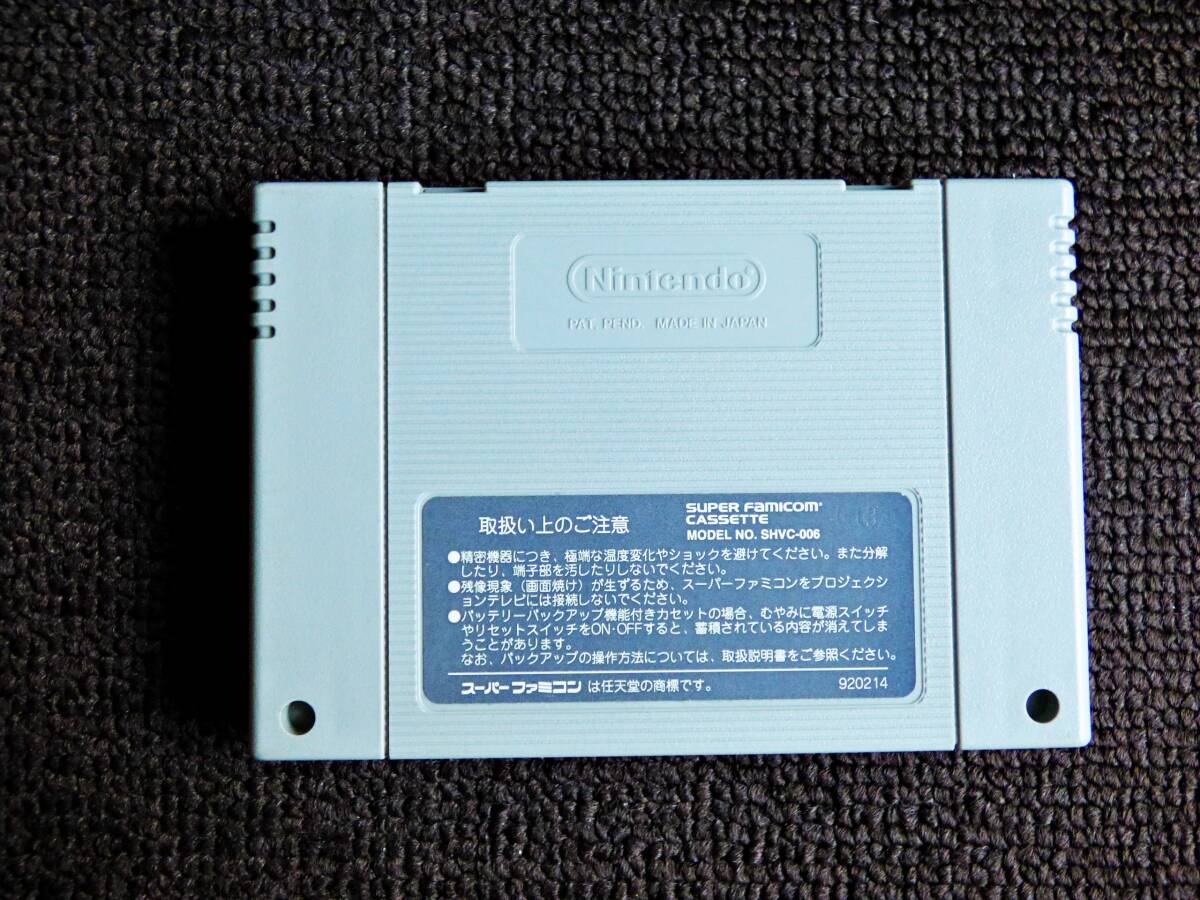 Nintendo®
PAT. PEND. MADE IN JAPAN
取扱い上のご注意
SUPER FAMICOM®
CASSETTE
MODEL NO. SHVC-006
●精密機器につき、極端な温度変化やショックを避けてください。また分解
したり、端子部を汚したりしないでください。
●残像現象（画面焼け）が生ずるため、スーパーファミコンをプロジェクシ
ョンテレビには接続しないでください。
●バッテリーバックアップ機能付きカセットの場合、むやみに電源スイッチ
やリセットスイッチをON-OFFすると、蓄積されている内容が消えてしま
うことがあります。
なお、バックアップの操作方法については、取扱説明書をご参照ください。
スーパーファミコン は任天堂の商標です。
920214